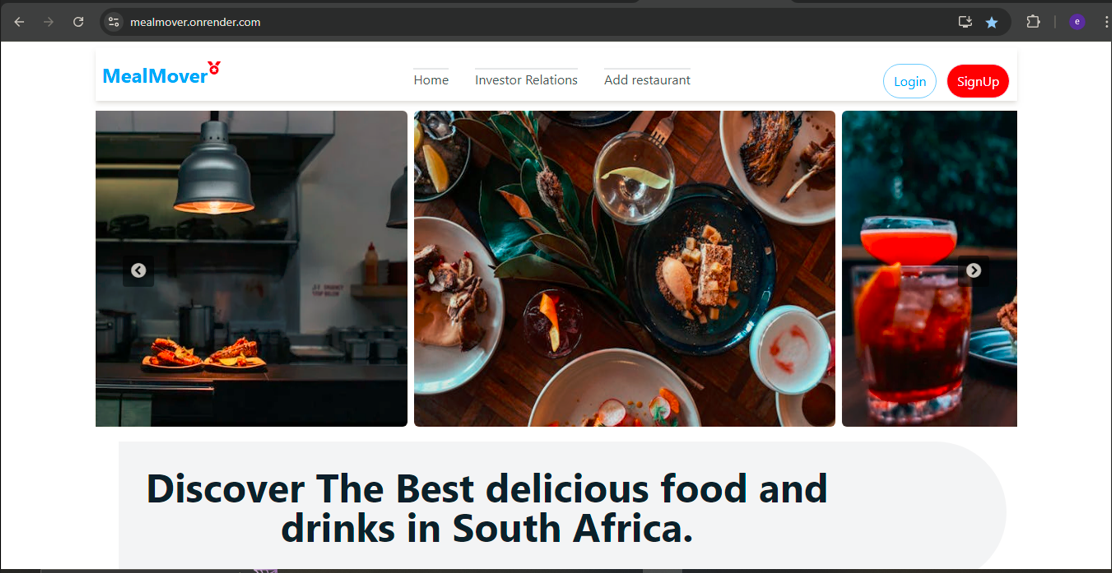 mealmover.onrender.com
e
MealMover
Home
Investor Relations
Add restaurant
Login
SignUp
Discover The Best delicious food and
drinks in South Africa.